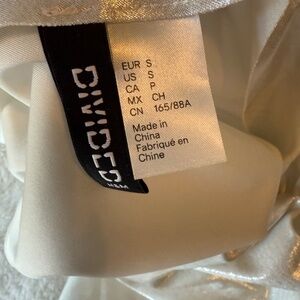 DIVIDED
H&M
EUR S
US S
CA P
MX CH
CN 165/88A
Made in
China
Fabriqué en
Chine